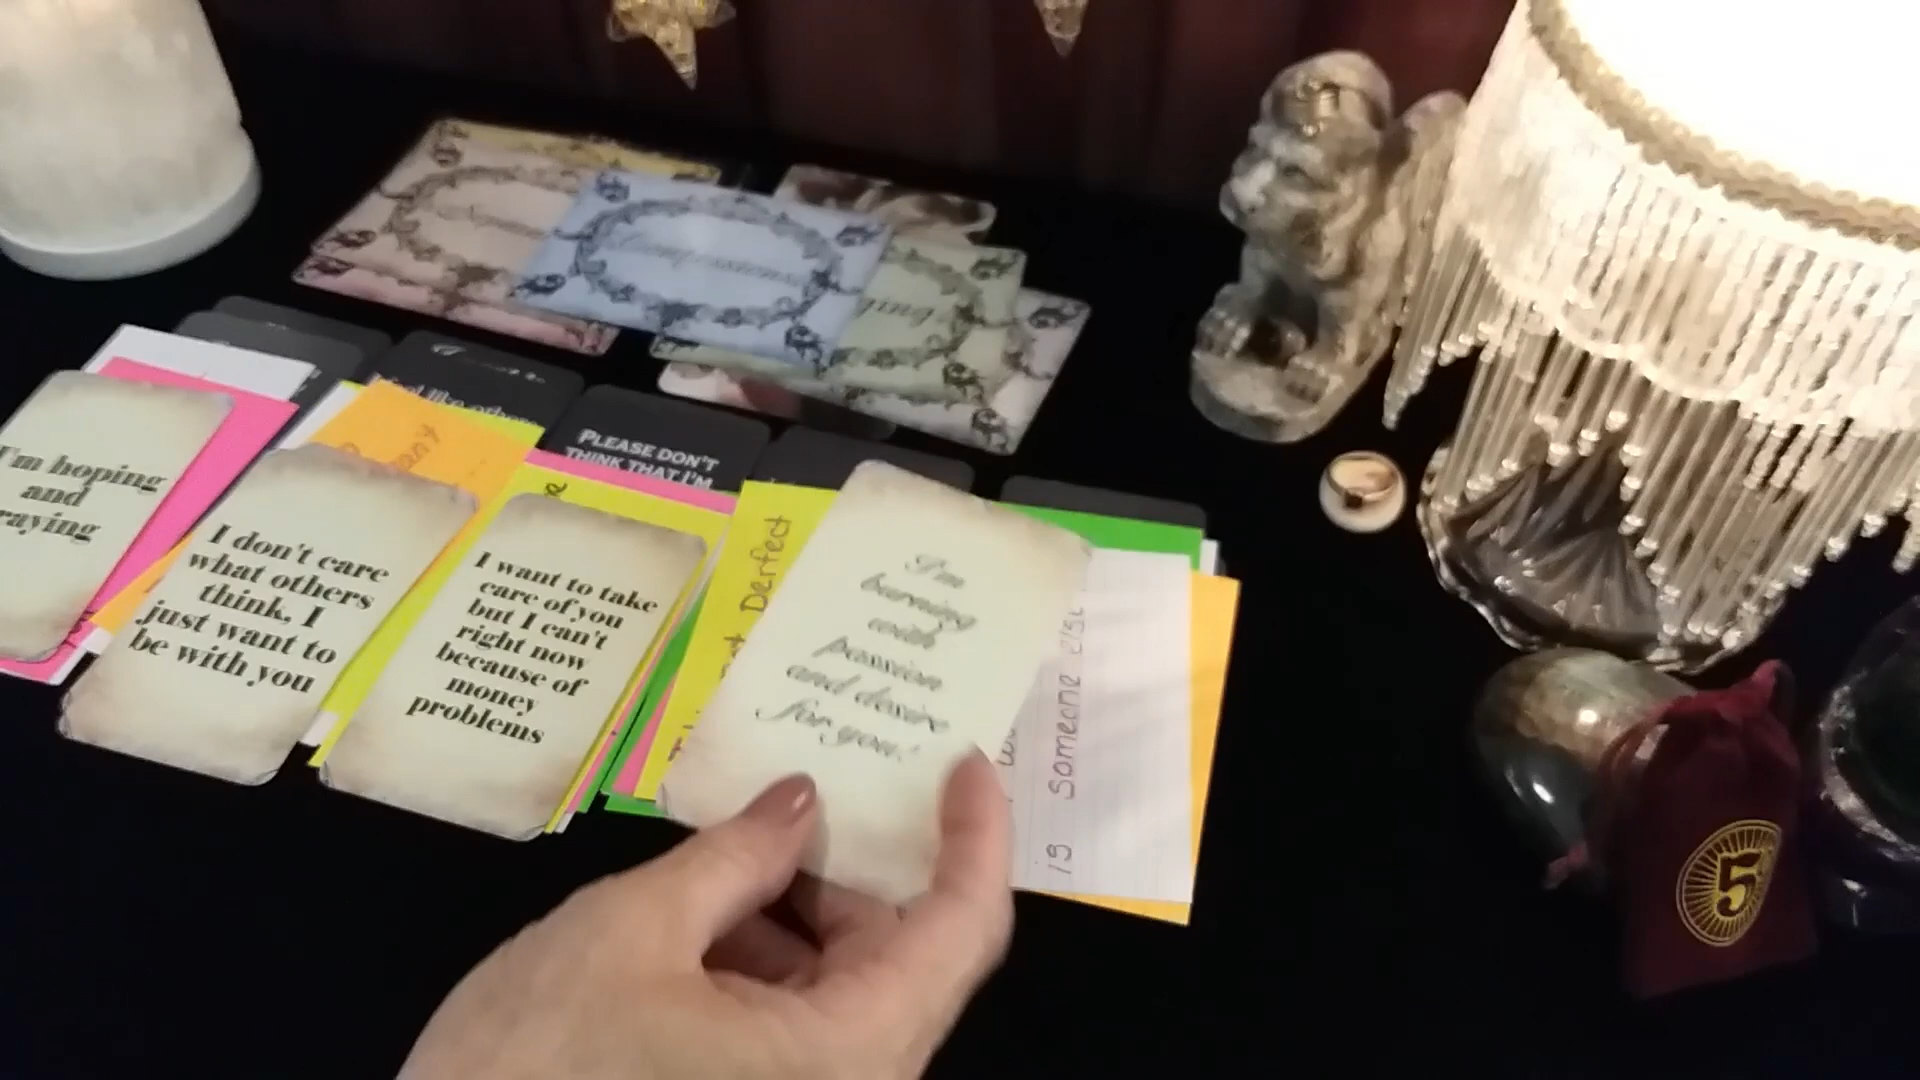 Compassion
PLEASE DON'T
THINK THAT I'M
I'm hoping
and
raying
I don't care
what others
think, I
just want to
be with you
I want to take
care of you
but I can't
right now
because of
money
problems
Perfect
I'm
burning
with
passion
and desire
for you!
is someone else
5